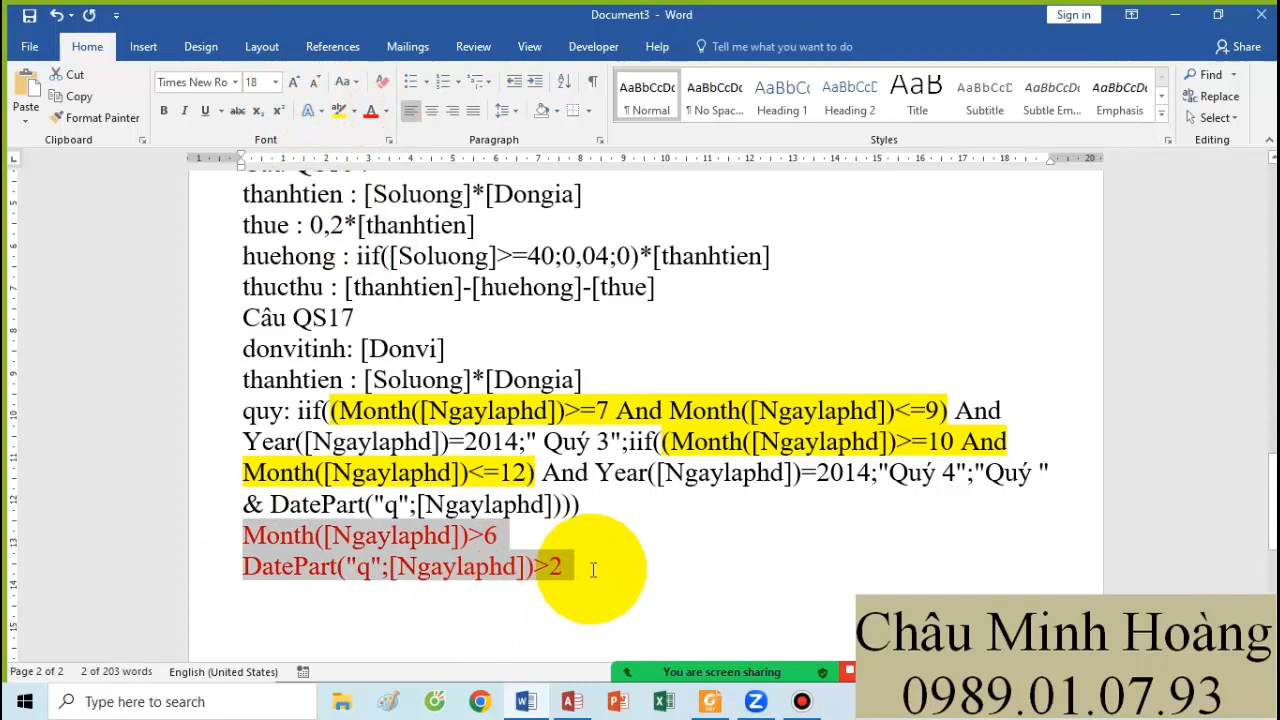 Document3 - Word
Sign in
File
Home
Insert
Design
Layout
References
Mailings
Review
View
Developer
Help
Tell me what you want to do
Share
Paste
Cut
Copy
Format Painter
Clipboard
Times New Ro
18
Aa
B I U abc x₂ x²
Font
Paragraph
AaBbCcDc
¶ Normal
AaBbCcDc
¶ No Spac...
AaBbCc
Heading 1
AaBbCcD
Heading 2
AaB
Title
AaBbCcD
Subtitle
AaBbCcDc
Emphasis
Styles
Find
Replace
Select
Editing
thanhtien : [Soluong]*[Dongia]
thue : 0,2*[thanhtien]
huehong : iif([Soluong]>=40;0,04;0)*[thanhtien]
thucthu : [thanhtien]-[huehong]-[thue]
Câu QS17
donvitinh: [Donvi]
thanhtien : [Soluong]*[Dongia]
quy: iif((Month([Ngaylaphd])>=7 And Month([Ngaylaphd])<=9) And
Year([Ngaylaphd])=2014;" Quý 3";iif((Month([Ngaylaphd])>=10 And
Month([Ngaylaphd])<=12) And Year([Ngaylaphd])=2014;"Quý 4";"Quý "
& DatePart("q";[Ngaylaphd])))
Month([Ngaylaphd])>6
DatePart("q";[Ngaylaphd])>2
Châu Minh Hoàng
0989.01.07.93
Page 2 of 2
2 of 203 words
English (United States)
You are screen sharing
Type here to search